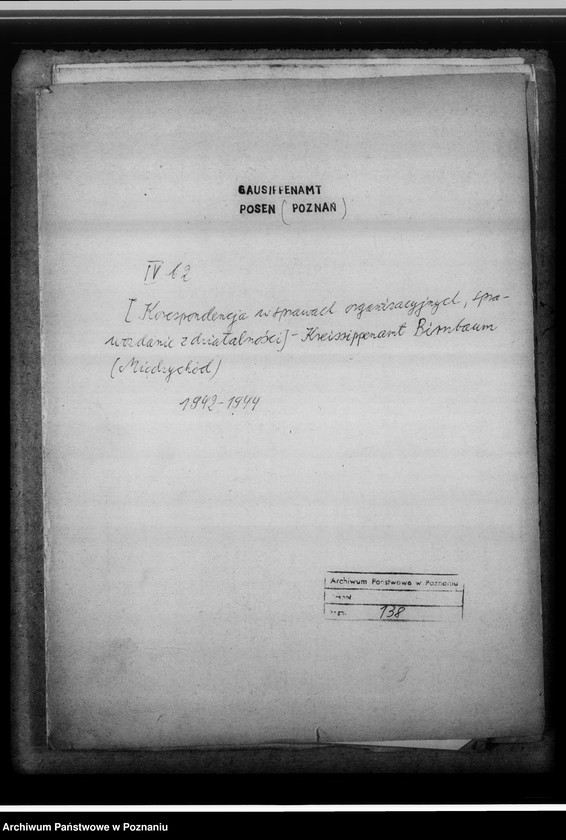 GAUSIPPENAMT
POSEN (POZNAŃ)
IV b2
[Korespondencja w sprawach organizacyjnych, spra-
wozdanie z działalności] - Kreissippenamt Birnbaum
(Międzychód)
1942-1944
Archiwum Państwowe w Poznaniu
138
Archiwum Państwowe w Poznaniu